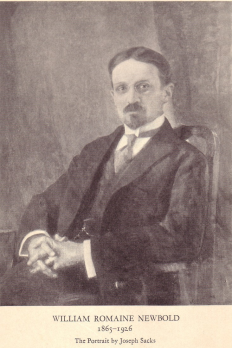 WILLIAM ROMAINE NEWBOLD
1865-1926
The Portrait by Joseph Sacks